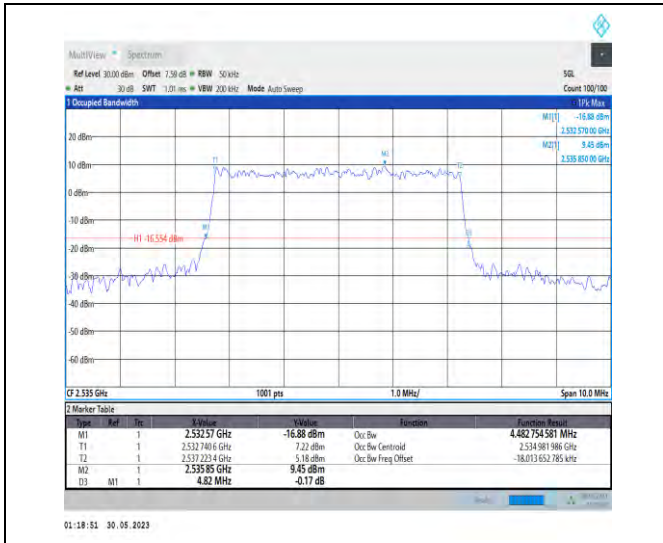 MultiView Spectrum
Ref Level 30.00 dBm Offset 7.59 dB RBW 50 kHz SGL
Att 30 dB SWT 1.01 ms VBW 200 kHz Mode Auto Sweep Count 100/100
1 Occupied Bandwidth 1Pk Max
M1[1] -16.88 dBm
2.532 570 00 GHz
M2[1] 9.45 dBm
2.535 850 00 GHz
20 dBm
10 dBm
0 dBm
-10 dBm
-20 dBm
-30 dBm
-40 dBm
-50 dBm
-60 dBm
T1
M2
T2
M1
D3
H1 -16.554 dBm
CF 2.535 GHz 1001 pts 1.0 MHz/ Span 10.0 MHz
2 Marker Table
Type Ref Trc X-Value Y-Value Function Function Result
M1 1 2.53257 GHz -16.88 dBm Occ Bw 4.482 754 581 MHz
T1 1 2.532 740 6 GHz 7.22 dBm Occ Bw Centroid 2.534 981 986 GHz
T2 1 2.537 223 4 GHz 5.18 dBm Occ Bw Freq Offset -18.013 652 785 kHz
M2 1 2.53585 GHz 9.45 dBm
D3 M1 1 4.82 MHz -0.17 dB
01:18:51 30.05.2023